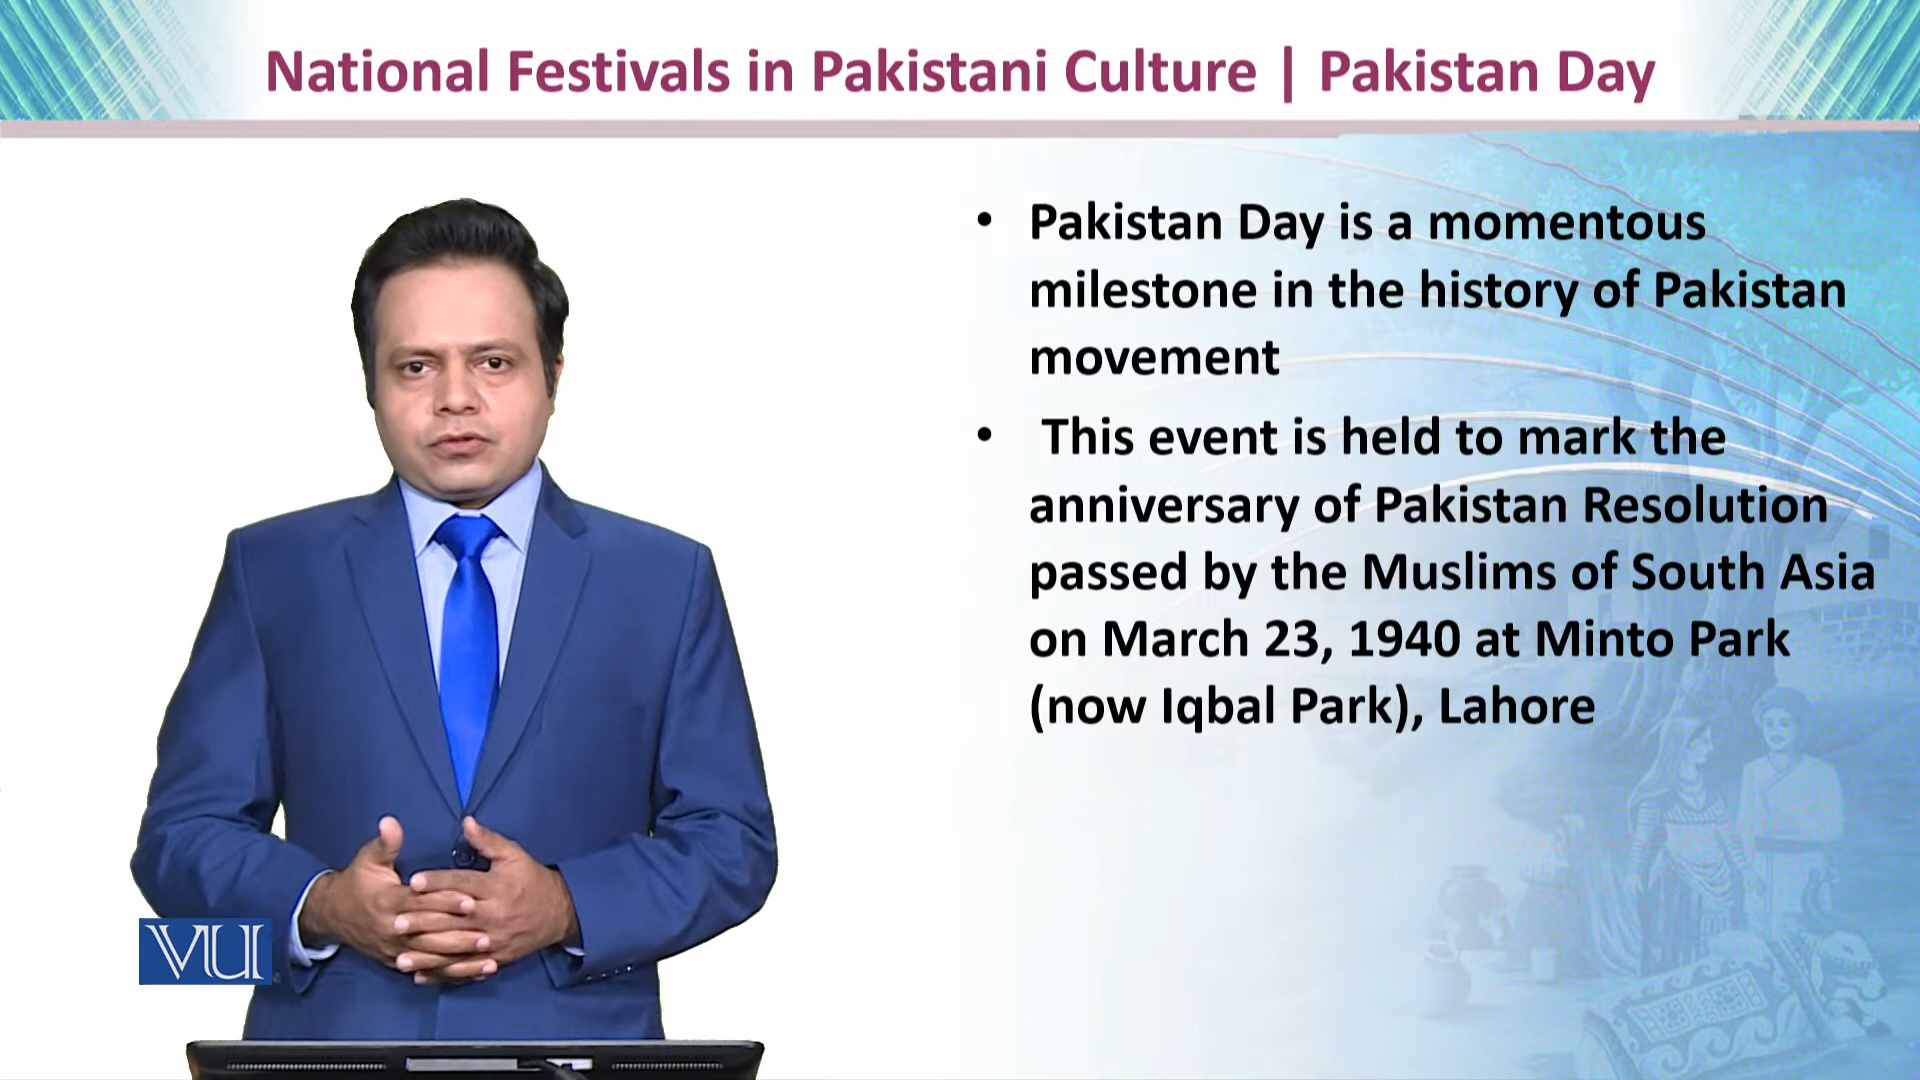 National Festivals in Pakistani Culture | Pakistan Day
• Pakistan Day is a momentous
milestone in the history of Pakistan
movement
• This event is held to mark the
anniversary of Pakistan Resolution
passed by the Muslims of South Asia
on March 23, 1940 at Minto Park
(now Iqbal Park), Lahore
VU